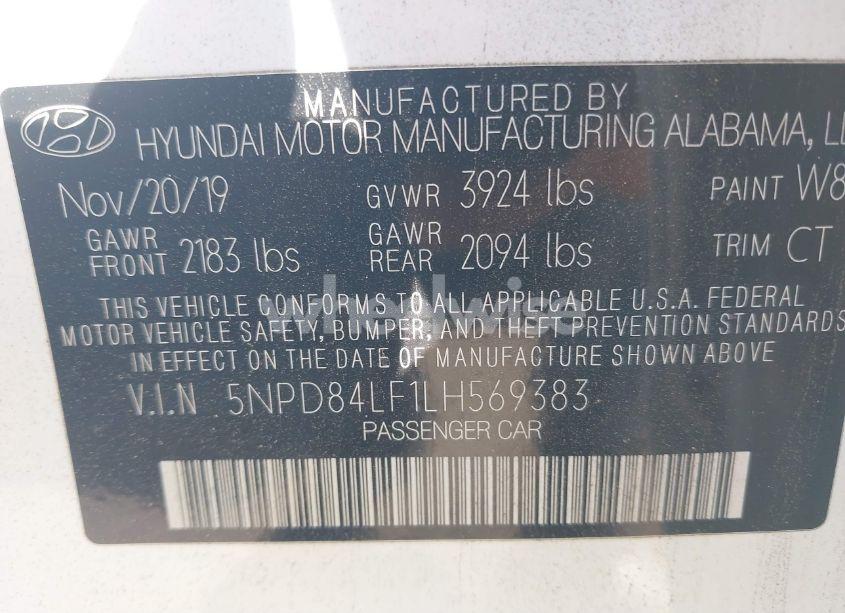 MANUFACTURED BY
HYUNDAI MOTOR MANUFACTURING ALABAMA, LL
Nov/20/19 GVWR 3924 lbs PAINT W8
GAWR FRONT 2183 lbs GAWR REAR 2094 lbs TRIM CT
THIS VEHICLE CONFORMS TO ALL APPLICABLE U.S.A. FEDERAL
MOTOR VEHICLE SAFETY, BUMPER, AND THEFT PREVENTION STANDARDS
IN EFFECT ON THE DATE OF MANUFACTURE SHOWN ABOVE
V.I.N 5NPD84LF1LH569383
PASSENGER CAR